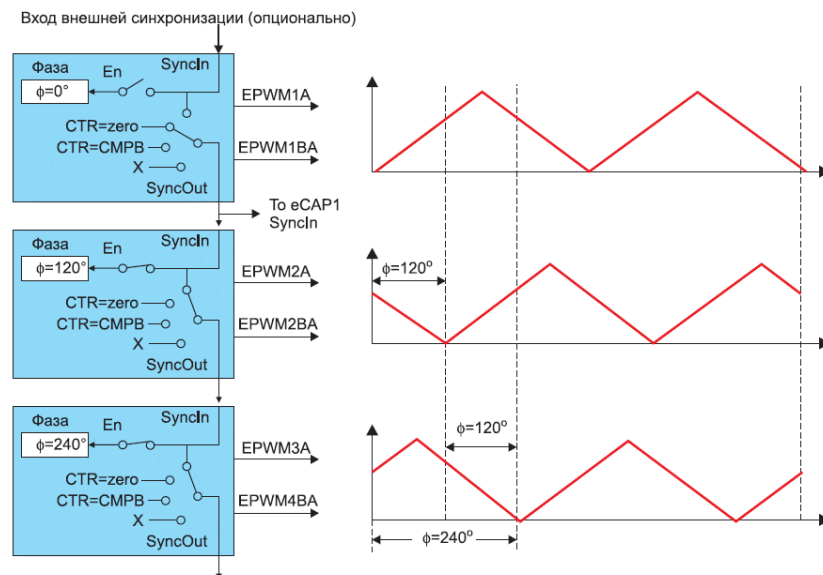 Вход внешней синхронизации (опционально)
Фаза
En
SyncIn
ϕ=0°
CTR=zero
CTR=CMPB
X
SyncOut
EPWM1A
EPWM1BA
To eCAP1
SyncIn
Фаза
En
SyncIn
ϕ=120°
CTR=zero
CTR=CMPB
X
SyncOut
EPWM2A
EPWM2BA
ϕ=120°
Фаза
En
SyncIn
ϕ=240°
CTR=zero
CTR=CMPB
X
SyncOut
EPWM3A
EPWM4BA
ϕ=120°
ϕ=240°